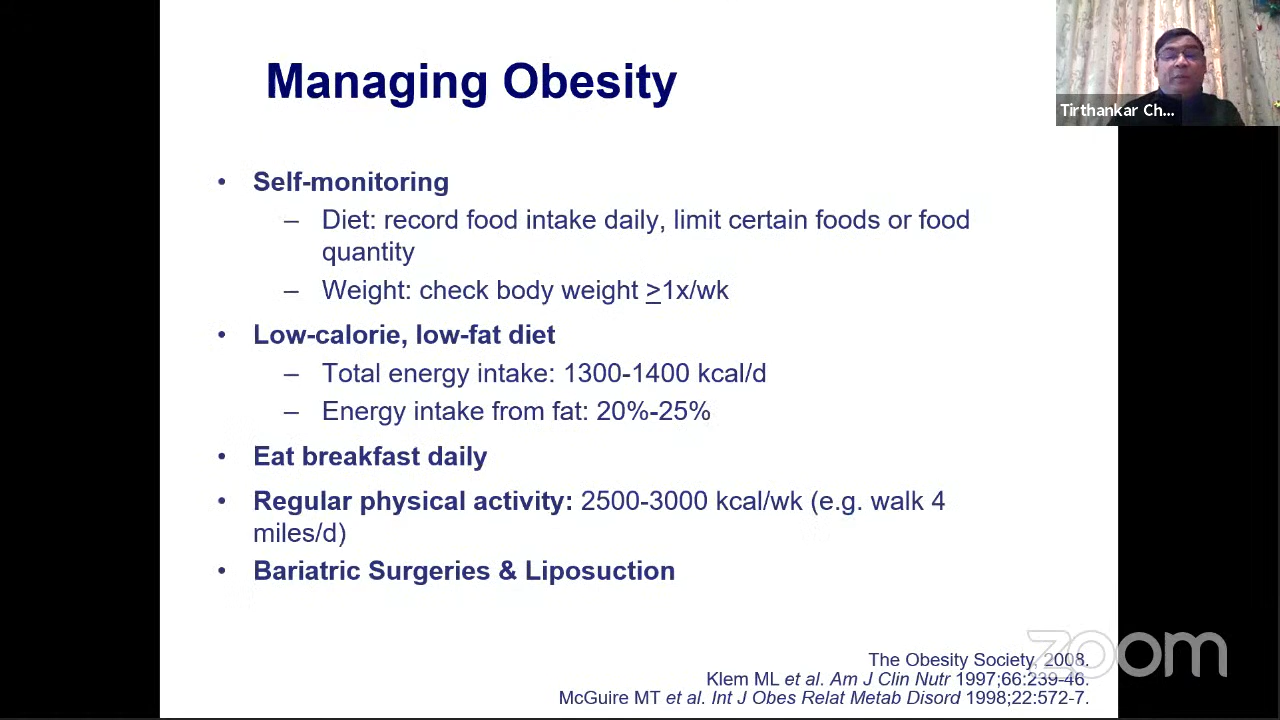 Managing Obesity
Tirthankar Ch...
• Self-monitoring
– Diet: record food intake daily, limit certain foods or food
quantity
– Weight: check body weight ≥1x/wk
• Low-calorie, low-fat diet
– Total energy intake: 1300-1400 kcal/d
– Energy intake from fat: 20%-25%
• Eat breakfast daily
• Regular physical activity: 2500-3000 kcal/wk (e.g. walk 4
miles/d)
• Bariatric Surgeries & Liposuction
The Obesity Society, 2008.
Klem ML et al. Am J Clin Nutr 1997;66:239-46.
McGuire MT et al. Int J Obes Relat Metab Disord 1998;22:572-7.
zoom